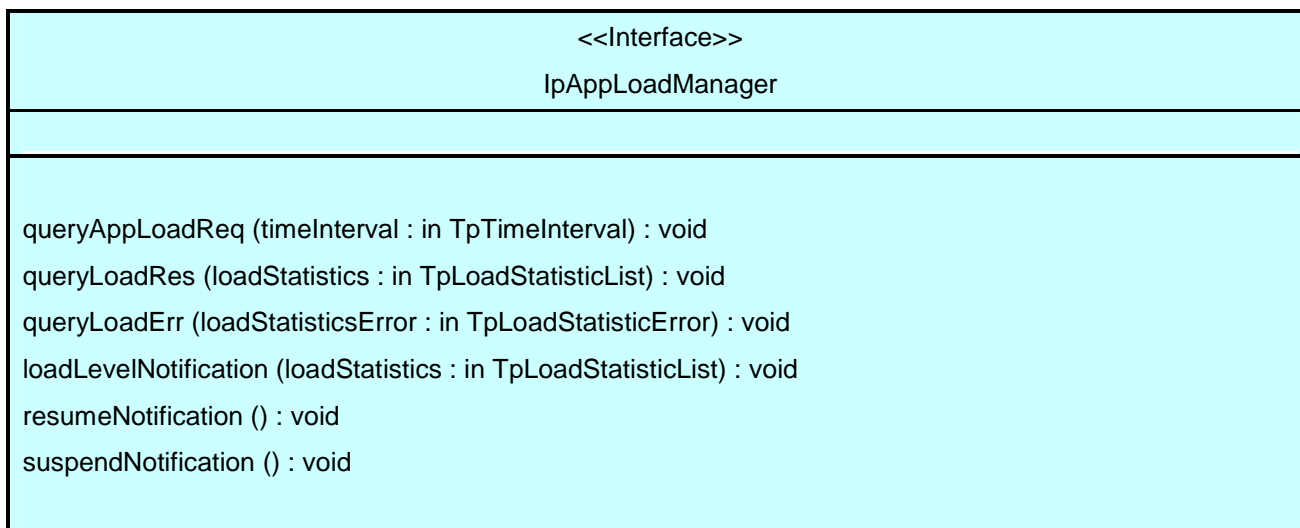 <<Interface>>
IpAppLoadManager
queryAppLoadReq (timeInterval : in TpTimeInterval) : void
queryLoadRes (loadStatistics : in TpLoadStatisticList) : void
queryLoadErr (loadStatisticsError : in TpLoadStatisticError) : void
loadLevelNotification (loadStatistics : in TpLoadStatisticList) : void
resumeNotification () : void
suspendNotification () : void